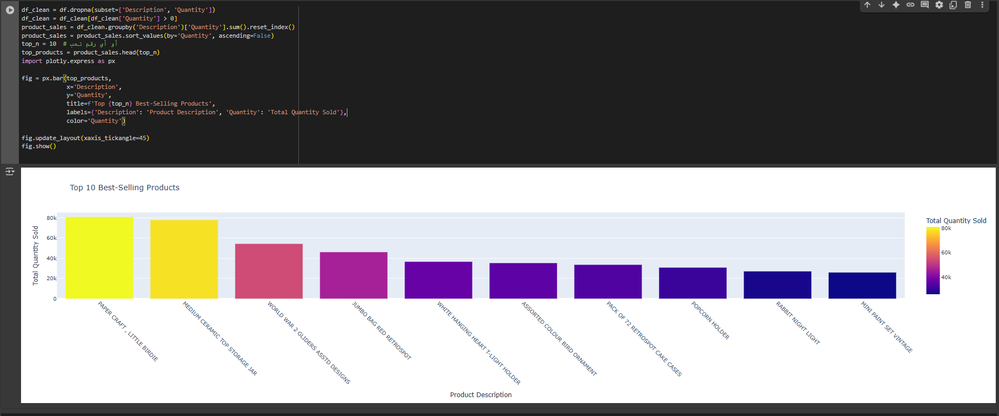 df_clean = df.dropna(subset=['Description', 'Quantity'])
df_clean = df_clean[df_clean['Quantity'] > 0]
product_sales = df_clean.groupby('Description')['Quantity'].sum().reset_index()
product_sales = product_sales.sort_values(by='Quantity', ascending=False)
top_n = 10  # أو أي رقم تحب
top_products = product_sales.head(top_n)
import plotly.express as px
fig = px.bar(top_products,
             x='Description',
             y='Quantity',
             title=f'Top {top_n} Best-Selling Products',
             labels={'Description': 'Product Description', 'Quantity': 'Total Quantity Sold'},
             color='Quantity')
fig.update_layout(xaxis_tickangle=45)
fig.show()
Top 10 Best-Selling Products
Total Quantity Sold
80k
60k
40k
20k
0
PAPER CRAFT , LITTLE BIRDIE
MEDIUM CERAMIC TOP STORAGE JAR
WORLD WAR 2 GLIDERS ASSTD DESIGNS
JUMBO BAG RED RETROSPOT
WHITE HANGING HEART T-LIGHT HOLDER
ASSORTED COLOUR BIRD ORNAMENT
PACK OF 72 RETROSPOT CAKE CASES
POPCORN HOLDER
RABBIT NIGHT LIGHT
MINI PAINT SET VINTAGE
Product Description
Total Quantity Sold
80k
60k
40k